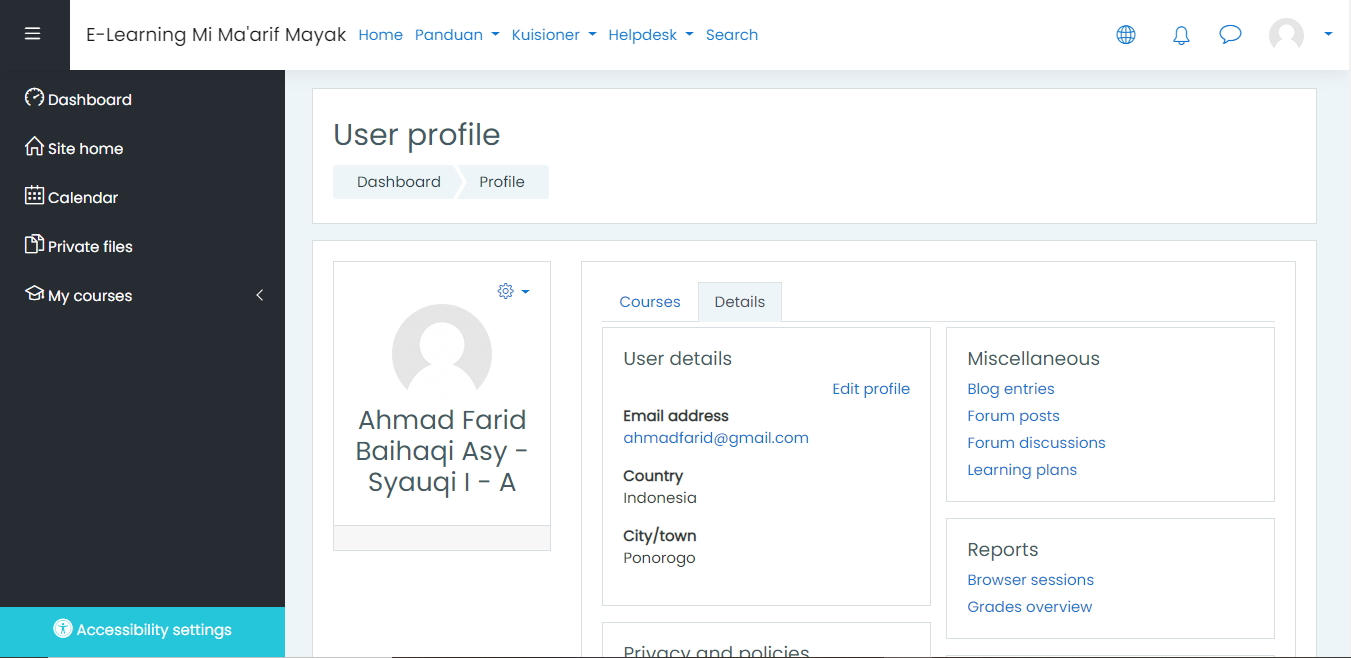 E-Learning Mi Ma'arif Mayak Home Panduan Kuisioner Helpdesk Search
Dashboard
Site home
Calendar
Private files
My courses
Accessibility settings
User profile
Dashboard Profile
Ahmad Farid
Baihaqi Asy -
Syauqi I - A
Courses Details
User details
Edit profile
Email address
ahmadfarid@gmail.com
Country
Indonesia
City/town
Ponorogo
Privacy and policies
Miscellaneous
Blog entries
Forum posts
Forum discussions
Learning plans
Reports
Browser sessions
Grades overview